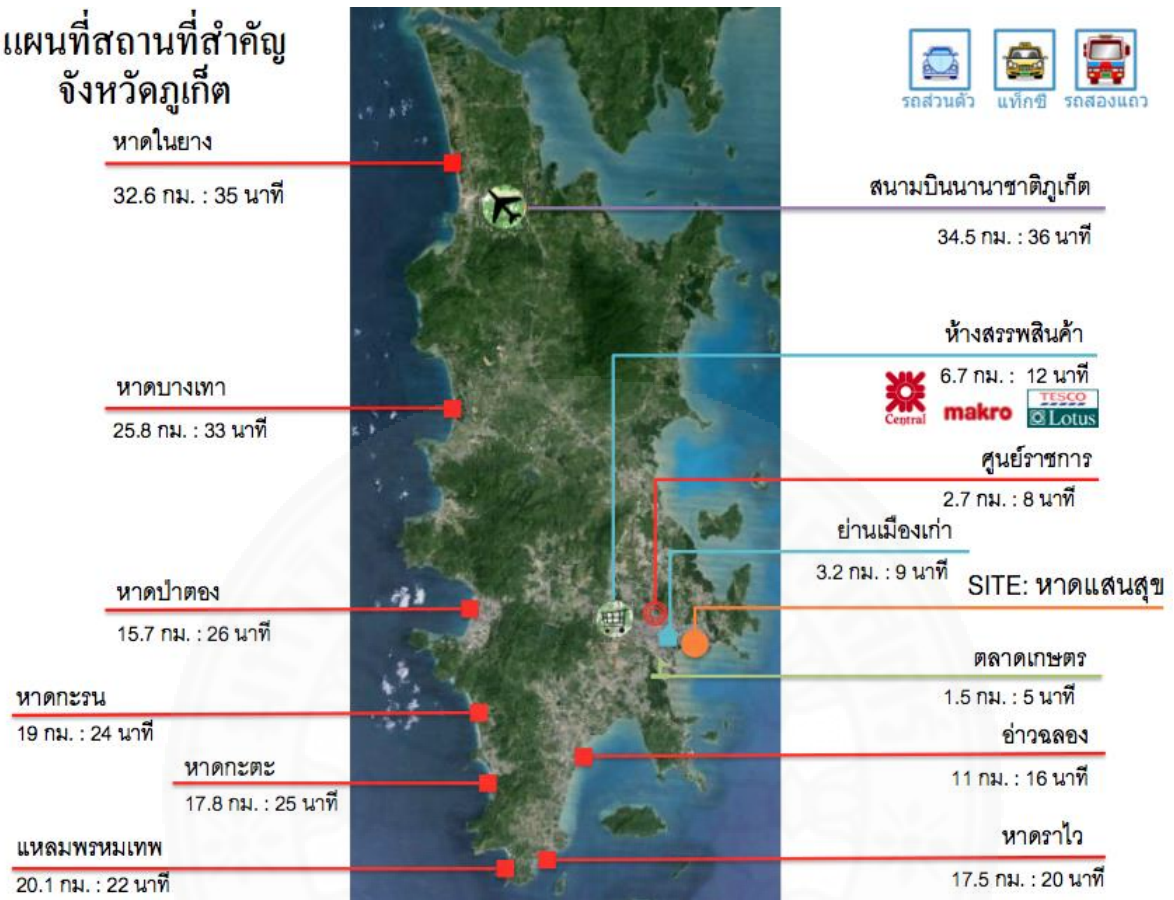 แผนที่สถานที่สำคัญ
จังหวัดภูเก็ต
รถส่วนตัว แท็กซี รถสองแถว
หาดในยาง
32.6 กม. : 35 นาที
สนามบินนานาชาติภูเก็ต
34.5 กม. : 36 นาที
ห้างสรรพสินค้า
6.7 กม. : 12 นาที
Central makro TESCO Lotus
หาดบางเทา
25.8 กม. : 33 นาที
ศูนย์ราชการ
2.7 กม. : 8 นาที
ย่านเมืองเก่า
3.2 กม. : 9 นาที
SITE: หาดแสนสุข
หาดป่าตอง
15.7 กม. : 26 นาที
ตลาดเกษตร
1.5 กม. : 5 นาที
หาดกะรน
19 กม. : 24 นาที
อ่าวฉลอง
11 กม. : 16 นาที
หาดกะตะ
17.8 กม. : 25 นาที
แหลมพรหมเทพ
20.1 กม. : 22 นาที
หาดราไว
17.5 กม. : 20 นาที